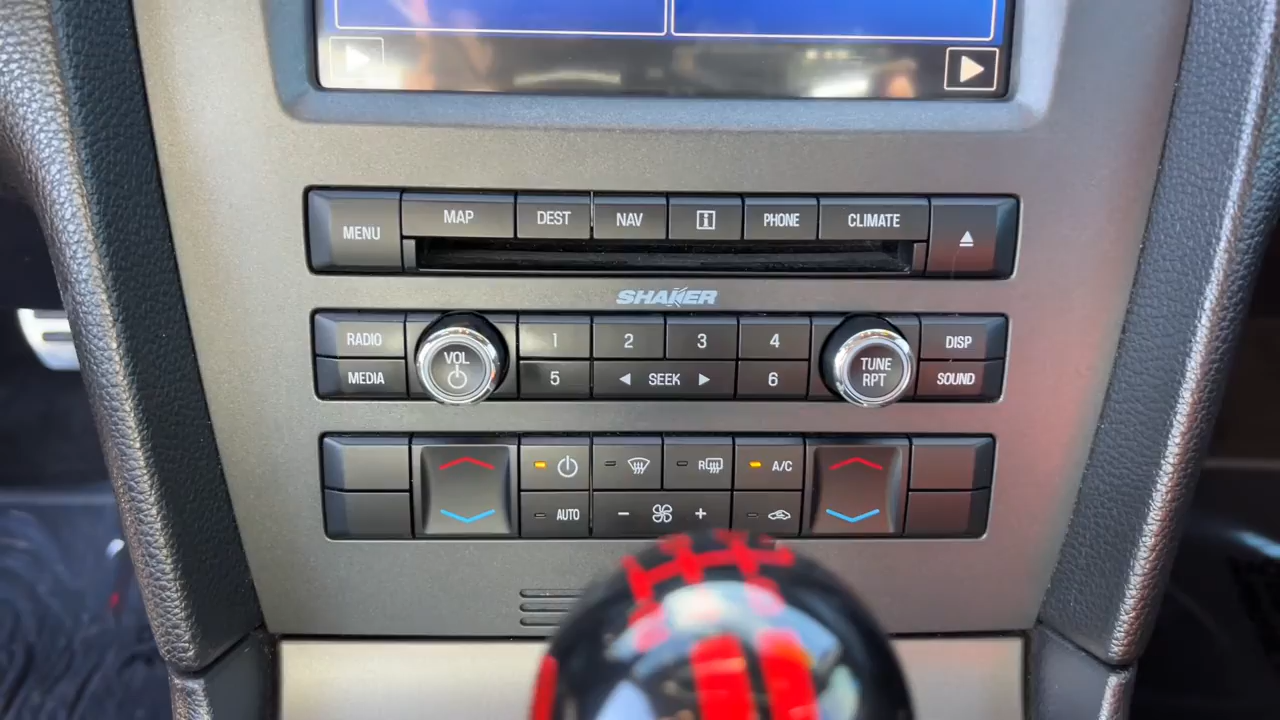 MENU MAP DEST NAV i PHONE CLIMATE
SHAKER
RADIO VOL 1 2 3 4 TUNE DISP
MEDIA 5 SEEK 6 RPT SOUND
R A/C
AUTO - +